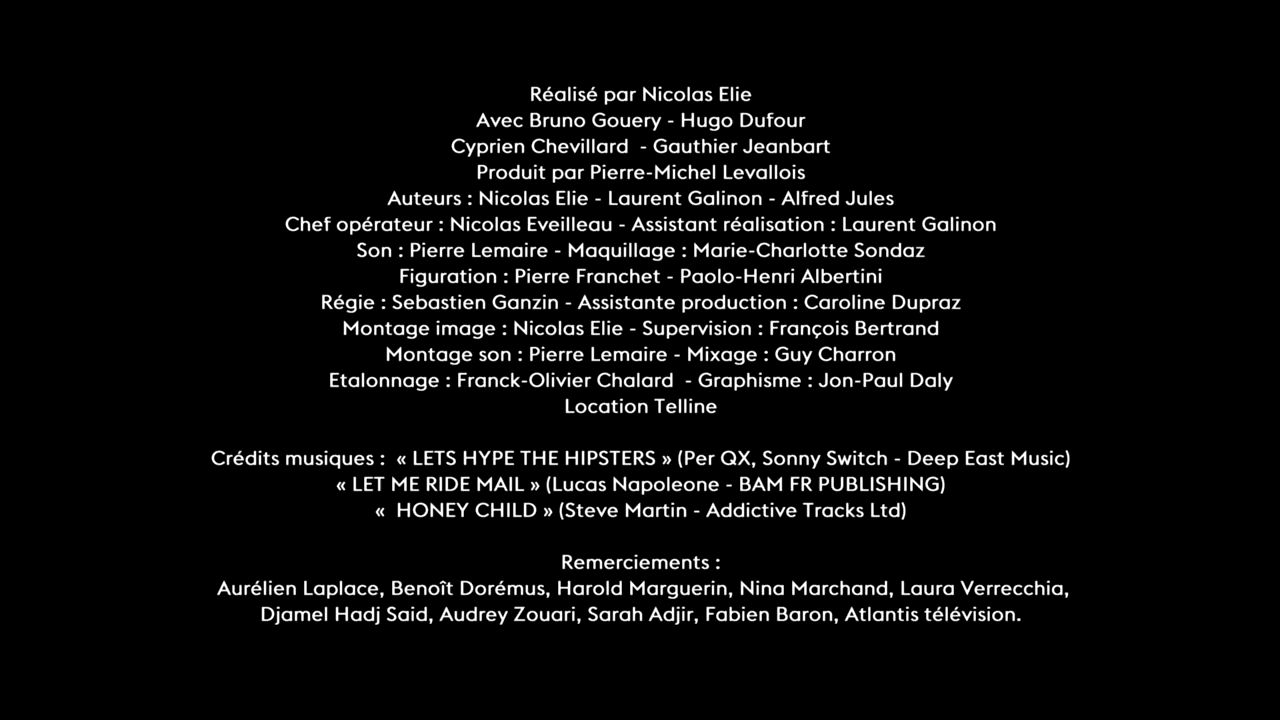 Réalisé par Nicolas Elie
Avec Bruno Gouery - Hugo Dufour
Cyprien Chevillard  - Gauthier Jeanbart
Produit par Pierre-Michel Levallois
Auteurs : Nicolas Elie - Laurent Galinon - Alfred Jules
Chef opérateur : Nicolas Eveilleau - Assistant réalisation : Laurent Galinon
Son : Pierre Lemaire - Maquillage : Marie-Charlotte Sondaz
Figuration : Pierre Franchet - Paolo-Henri Albertini
Régie : Sebastien Ganzin - Assistante production : Caroline Dupraz
Montage image : Nicolas Elie - Supervision : François Bertrand
Montage son : Pierre Lemaire - Mixage : Guy Charron
Etalonnage : Franck-Olivier Chalard  - Graphisme : Jon-Paul Daly
Location Telline
Crédits musiques :  « LETS HYPE THE HIPSTERS » (Per QX, Sonny Switch - Deep East Music)
« LET ME RIDE MAIL » (Lucas Napoleone - BAM FR PUBLISHING)
«  HONEY CHILD » (Steve Martin - Addictive Tracks Ltd)
Remerciements :
Aurélien Laplace, Benoît Dorémus, Harold Marguerin, Nina Marchand, Laura Verrecchia,
Djamel Hadj Said, Audrey Zouari, Sarah Adjir, Fabien Baron, Atlantis télévision.